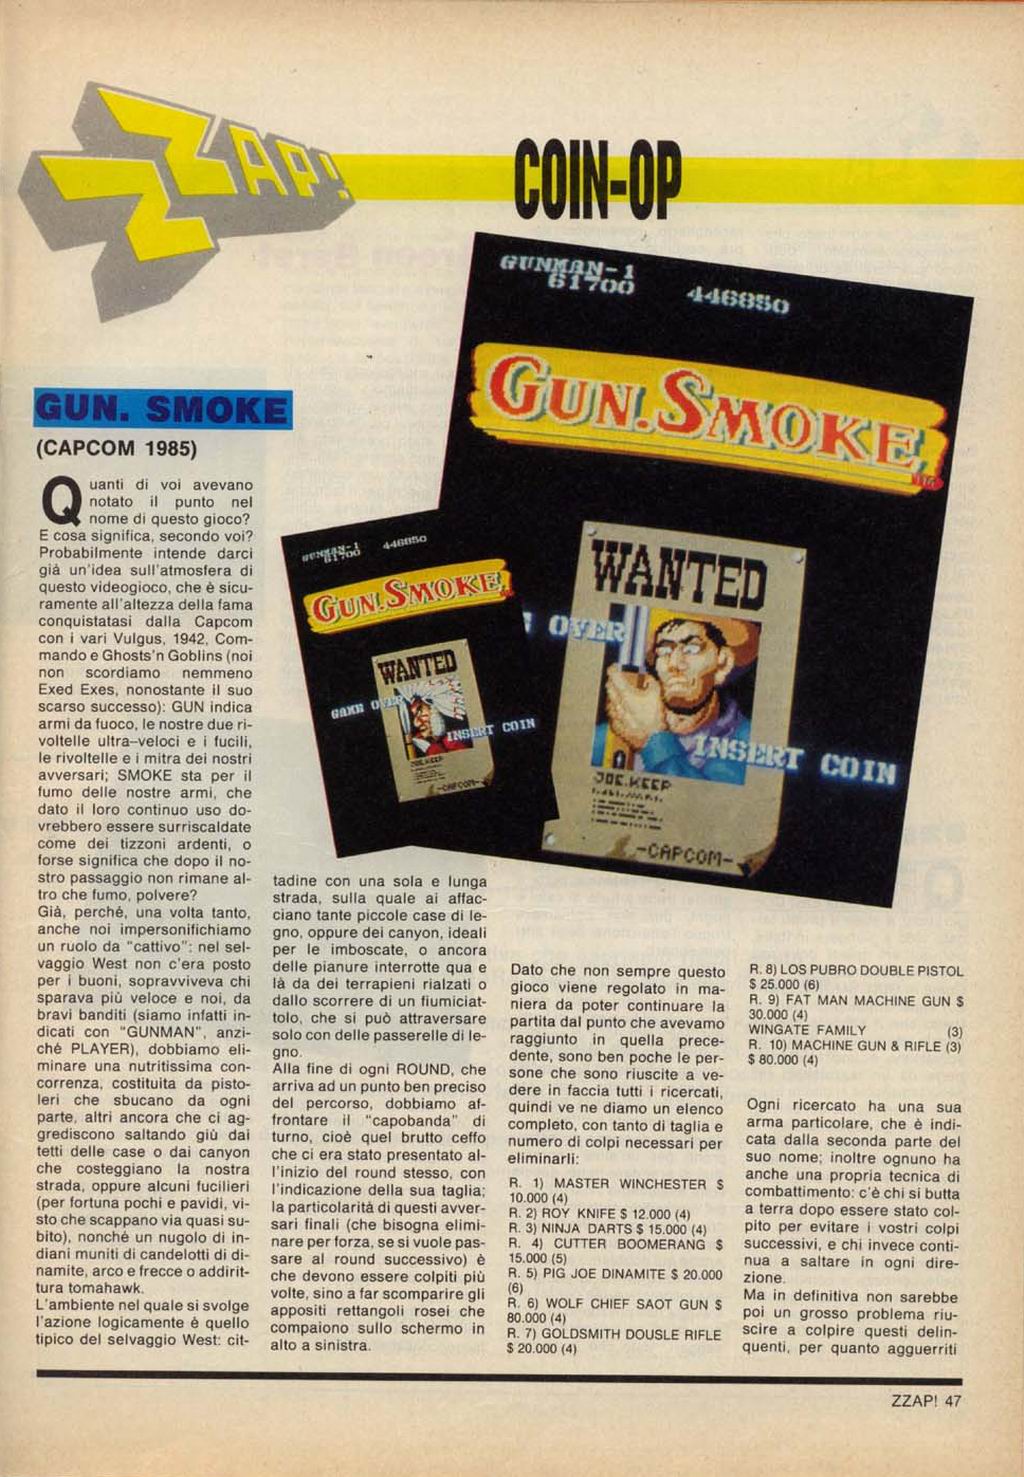 ZZAP!
COIN-OP
GUNMAN-1
61700
446850
GUN.SMOKE
TM
WANTED
GAME OVER
INSERT COIN
JOE.KEEP
-CAPCOM-
GUNMAN-1
61700
446850
GUN.SMOKE
WANTED
OVER
INSERT COIN
JOE.KEEP
-CAPCOM-
GUN. SMOKE
(CAPCOM 1985)
Quanti di voi avevano
notato il punto nel
nome di questo gioco?
E cosa significa, secondo voi?
Probabilmente intende darci
già un'idea sull'atmosfera di
questo videogioco, che è sicu-
ramente all'altezza della fama
conquistatasi dalla Capcom
con i vari Vulgus, 1942, Com-
mando e Ghosts'n Goblins (noi
non scordiamo nemmeno
Exed Exes, nonostante il suo
scarso successo): GUN indica
armi da fuoco, le nostre due ri-
voltelle ultra-veloci e i fucili,
le rivoltelle e i mitra dei nostri
avversari; SMOKE sta per il
fumo delle nostre armi, che
dato il loro continuo uso do-
vrebbero essere surriscaldate
come dei tizzoni ardenti, o
forse significa che dopo il no-
stro passaggio non rimane al-
tro che fumo, polvere?
Già, perché, una volta tanto,
anche noi impersonifichiamo
un ruolo da "cattivo": nel sel-
vaggio West non c'era posto
per i buoni, sopravviveva chi
sparava più veloce e noi, da
bravi banditi (siamo infatti in-
dicati con "GUNMAN", anzi-
ché PLAYER), dobbiamo eli-
minare una nutritissima con-
correnza, costituita da pisto-
leri che sbucano da ogni
parte, altri ancora che ci ag-
grediscono saltando giù dai
tetti delle case o dai canyon
che costeggiano la nostra
strada, oppure alcuni fucilieri
(per fortuna pochi e pavidi, vi-
sto che scappano via quasi su-
bito), nonché un nugolo di in-
diani muniti di candelotti di di-
namite, arco e frecce o addirit-
tura tomahawk.
L'ambiente nel quale si svolge
l'azione logicamente è quello
tipico del selvaggio West: cit-
tadine con una sola e lunga
strada, sulla quale ai affac-
ciano tante piccole case di le-
gno, oppure dei canyon, ideali
per le imboscate, o ancora
delle pianure interrotte qua e
là da dei terrapieni rialzati o
dallo scorrere di un fiumiciat-
tolo, che si può attraversare
solo con delle passerelle di le-
gno.
Alla fine di ogni ROUND, che
arriva ad un punto ben preciso
del percorso, dobbiamo af-
frontare il "capobanda" di
turno, cioè quel brutto ceffo
che ci era stato presentato al-
l'inizio del round stesso, con
l'indicazione della sua taglia;
la particolarità di questi avver-
sari finali (che bisogna elimi-
nare per forza, se si vuole pas-
sare al round successivo) è
che devono essere colpiti più
volte, sino a far scomparire gli
appositi rettangoli rosei che
compaiono sullo schermo in
alto a sinistra.
Dato che non sempre questo
gioco viene regolato in ma-
niera da poter continuare la
partita dal punto che avevamo
raggiunto in quella prece-
dente, sono ben poche le per-
sone che sono riuscite a ve-
dere in faccia tutti i ricercati,
quindi ve ne diamo un elenco
completo, con tanto di taglia e
numero di colpi necessari per
eliminarli:
R. 1) MASTER WINCHESTER $
10.000 (4)
R. 2) ROY KNIFE $ 12.000 (4)
R. 3) NINJA DARTS $ 15.000 (4)
R. 4) CUTTER BOOMERANG $
15.000 (5)
R. 5) PIG JOE DINAMITE $ 20.000
(6)
R. 6) WOLF CHIEF SAOT GUN $
80.000 (4)
R. 7) GOLDSMITH DOUSLE RIFLE
$ 20.000 (4)
R. 8) LOS PUBRO DOUBLE PISTOL
$ 25.000 (6)
R. 9) FAT MAN MACHINE GUN $
30.000 (4)
WINGATE FAMILY (3)
R. 10) MACHINE GUN & RIFLE (3)
$ 80.000 (4)
Ogni ricercato ha una sua
arma particolare, che è indi-
cata dalla seconda parte del
suo nome; inoltre ognuno ha
anche una propria tecnica di
combattimento: c'è chi si butta
a terra dopo essere stato col-
pito per evitare i vostri colpi
successivi, e chi invece conti-
nua a saltare in ogni dire-
zione.
Ma in definitiva non sarebbe
poi un grosso problema riu-
scire a colpire questi delin-
quenti, per quanto agguerriti
ZZAP! 47